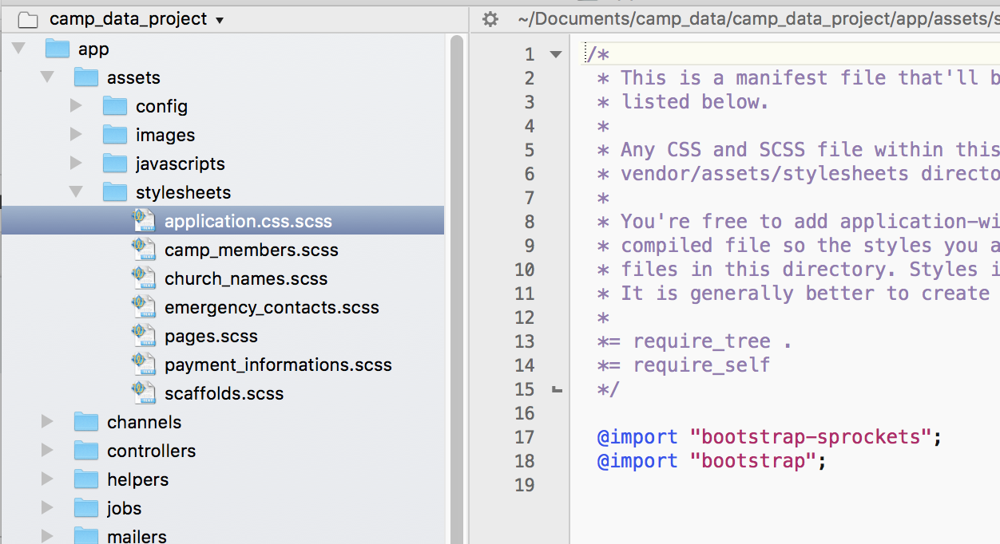 camp_data_project
app
assets
config
images
javascripts
stylesheets
application.css.scss
camp_members.scss
church_names.scss
emergency_contacts.scss
pages.scss
payment_informations.scss
scaffolds.scss
channels
controllers
helpers
jobs
mailers
~/Documents/camp_data/camp_data_project/app/assets/s
1 /*
2 * This is a manifest file that'll b
3 * listed below.
4 *
5 * Any CSS and SCSS file within this
6 * vendor/assets/stylesheets directo
7 *
8 * You're free to add application-wi
9 * compiled file so the styles you a
10 * files in this directory. Styles i
11 * It is generally better to create
12 *
13 *= require_tree .
14 *= require_self
15 */
16
17 @import "bootstrap-sprockets";
18 @import "bootstrap";
19